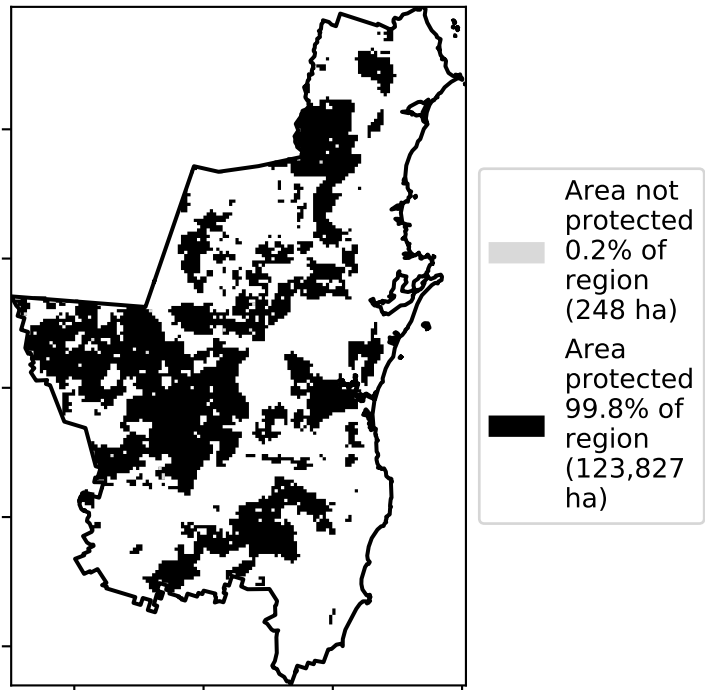 Area not
protected
0.2% of
region
(248 ha)
Area
protected
99.8% of
region
(123,827
ha)